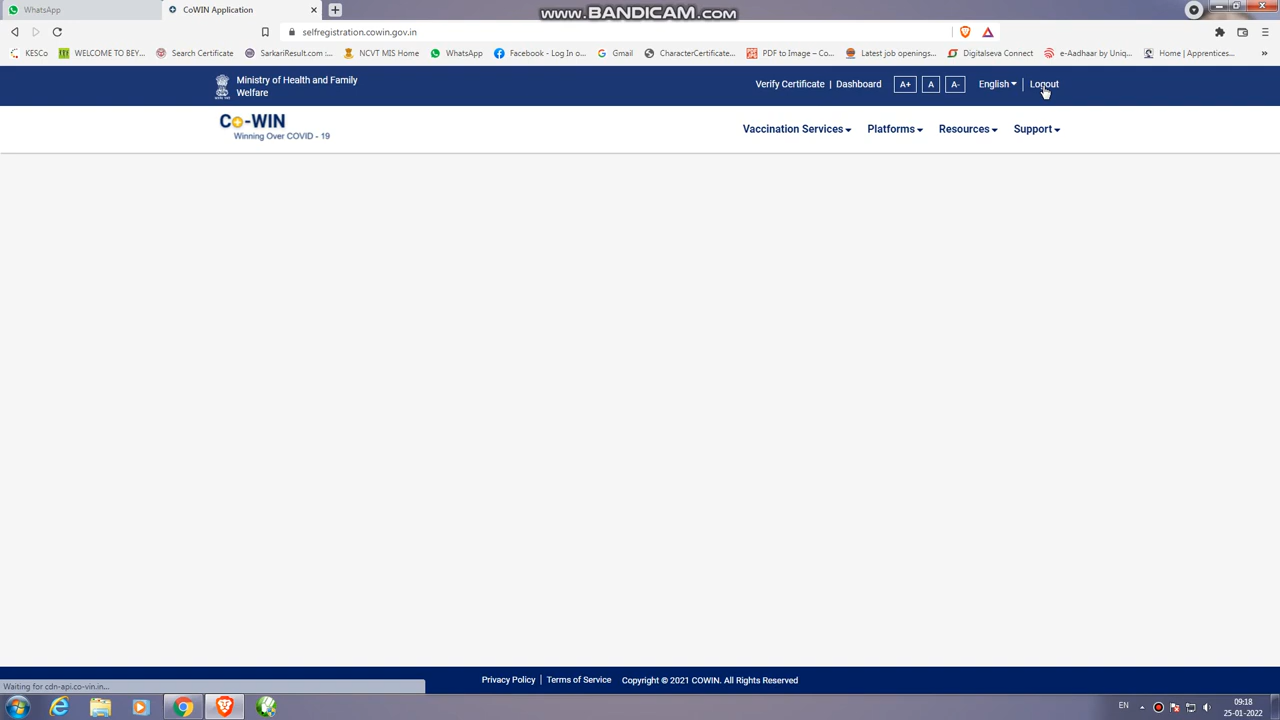 WhatsApp
CoWIN Application
www.BANDICAM.com
selfregistration.cowin.gov.in
KESCo
WELCOME TO BEY...
Search Certificate
SarkariResult.com :...
NCVT MIS Home
WhatsApp
Facebook - Log In o...
Gmail
CharacterCertificate...
PDF to Image – Co...
Latest job openings...
Digitalseva Connect
e-Aadhaar by Uniq...
Home | Apprentices...
Ministry of Health and Family
Welfare
Verify Certificate | Dashboard
A+
A
A-
English
Logout
Co-WIN
Winning Over COVID - 19
Vaccination Services
Platforms
Resources
Support
Privacy Policy
Terms of Service
Copyright © 2021 COWIN. All Rights Reserved
Waiting for cdn-api.co-vin.in...
EN
09:18
25-01-2022